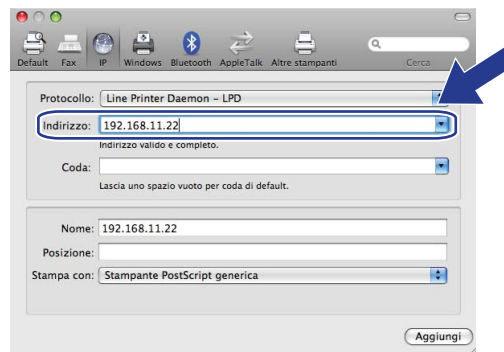 Default Fax IP Windows Bluetooth AppleTalk Altre stampanti Cerca
Protocollo: Line Printer Daemon – LPD
Indirizzo: 192.168.11.22
Indirizzo valido e completo.
Coda:
Lascia uno spazio vuoto per coda di default.
Nome: 192.168.11.22
Posizione:
Stampa con: Stampante PostScript generica
Aggiungi